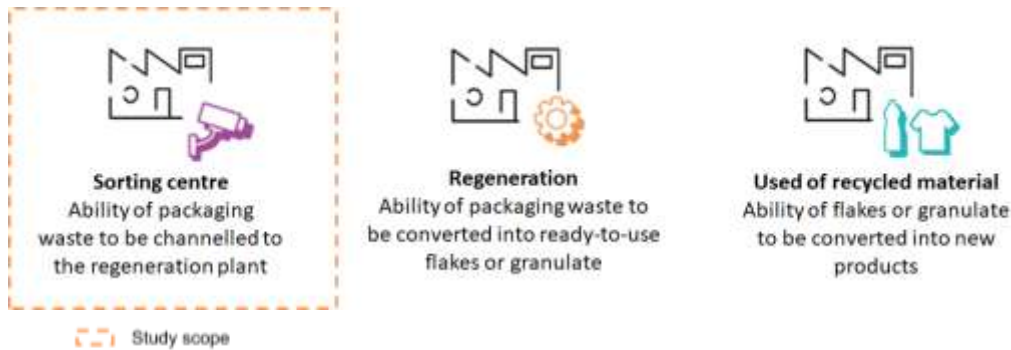 Sorting centre
Ability of packaging
waste to be channelled to
the regeneration plant
Regeneration
Ability of packaging waste to
be converted into ready-to-use
flakes or granulate
Used of recycled material
Ability of flakes or granulate
to be converted into new
products
Study scope